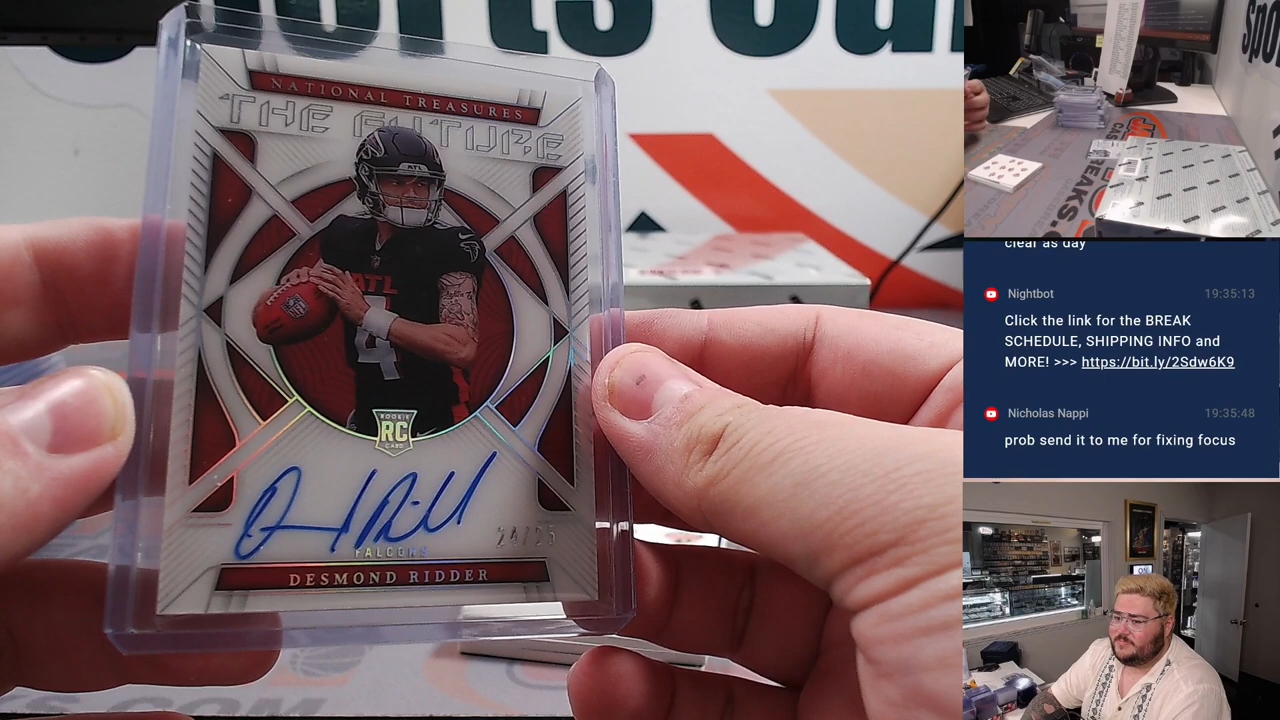 NATIONAL TREASURES
THE FUTURE
ATL
4
ROOKIE
RC
CARD
24/25
FALCONS
DESMOND RIDDER
clear as day
Nightbot 19:35:13
Click the link for the BREAK
SCHEDULE, SHIPPING INFO and
MORE! >>> https://bit.ly/2Sdw6K9
Nicholas Nappi 19:35:48
prob send it to me for fixing focus